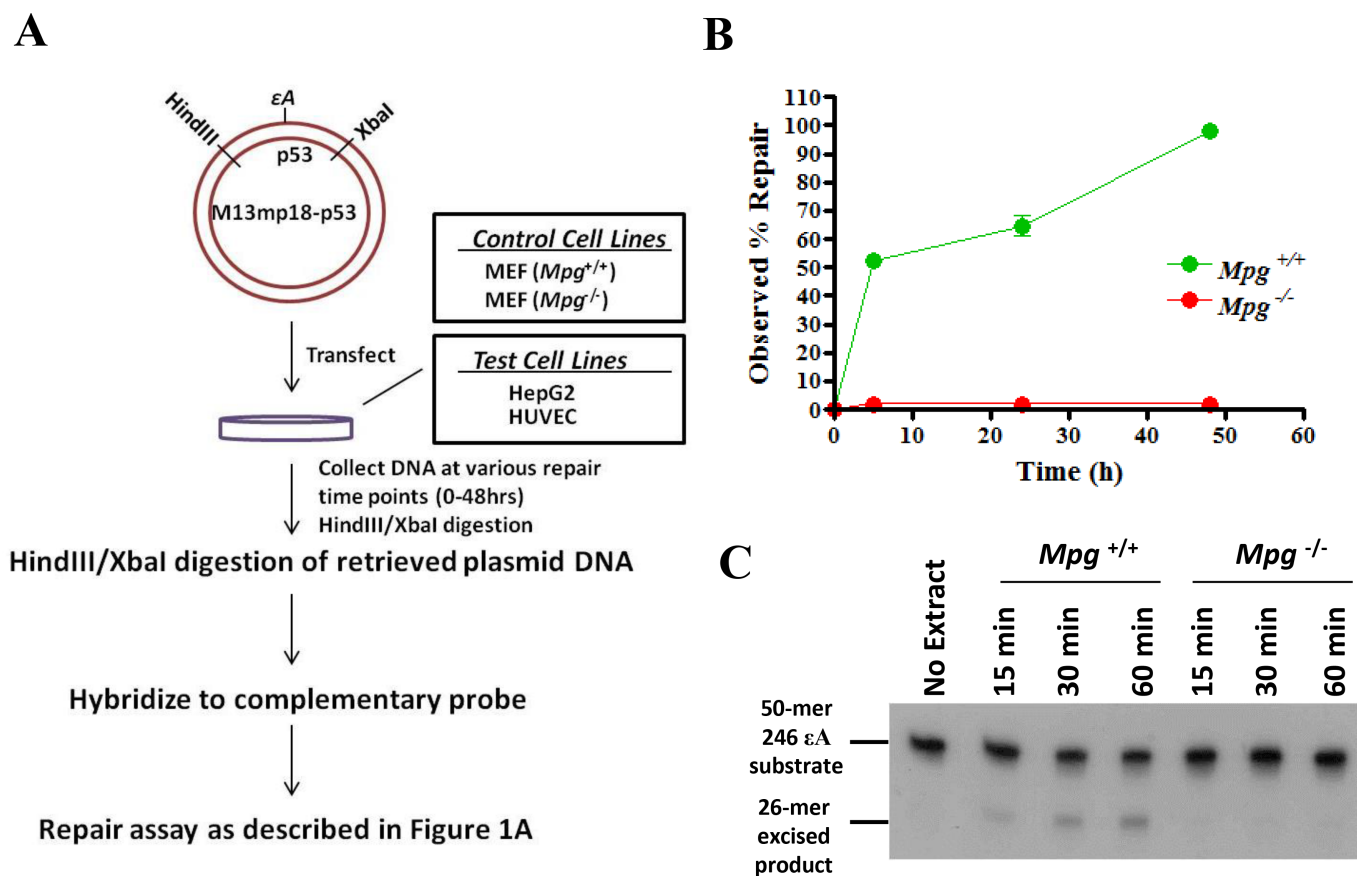 A
HindIII
εA
XbaI
p53
M13mp18-p53
Control Cell Lines
MEF (Mpg+/+)
MEF (Mpg-/-)
Transfect
Test Cell Lines
HepG2
HUVEC
Collect DNA at various repair
time points (0-48hrs)
HindIII/XbaI digestion
HindIII/XbaI digestion of retrieved plasmid DNA
Hybridize to complementary probe
Repair assay as described in Figure 1A
B
Observed % Repair
110
100
90
80
70
60
50
40
30
20
10
0
0 10 20 30 40 50 60
Time (h)
Mpg +/+
Mpg -/-
C
No Extract
Mpg +/+
Mpg -/-
15 min
30 min
60 min
15 min
30 min
60 min
50-mer
246 εA
substrate
26-mer
excised
product